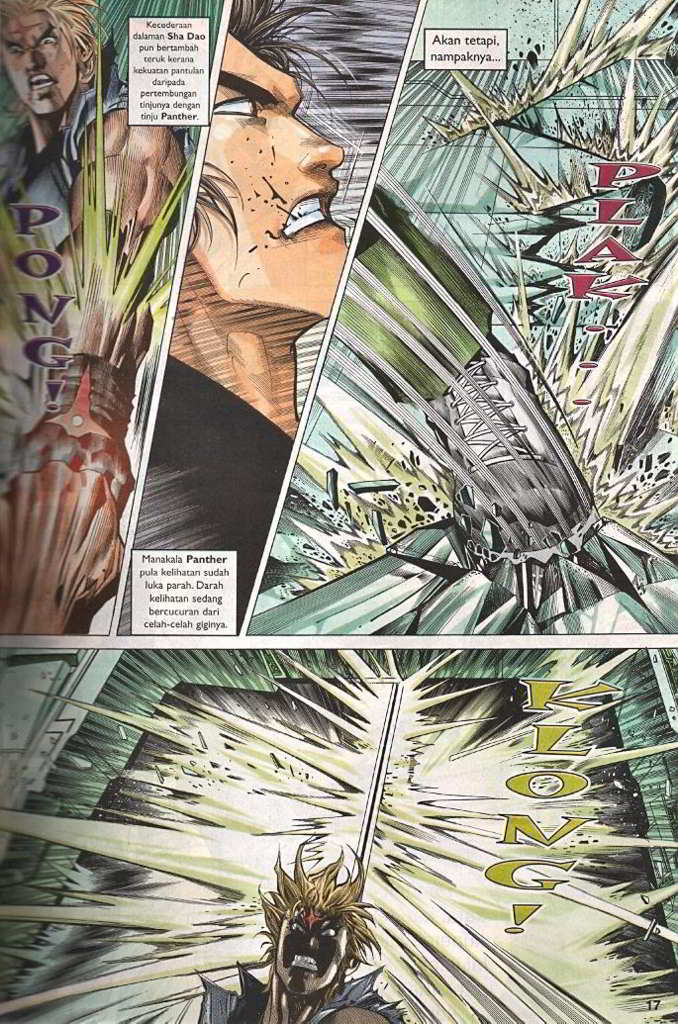 Kecederaan
dalaman Sha Dao
pun bertambah
teruk kerana
kekuatan pantulan
daripada
pertembungan
tinjunya dengan
tinju Panther.
PONG!
Manakala Panther
pula kelihatan sudah
luka parah. Darah
kelihatan sedang
bercucuran dari
celah-celah giginya.
Akan tetapi,
nampaknya...
PLAK...
KLONG!
17